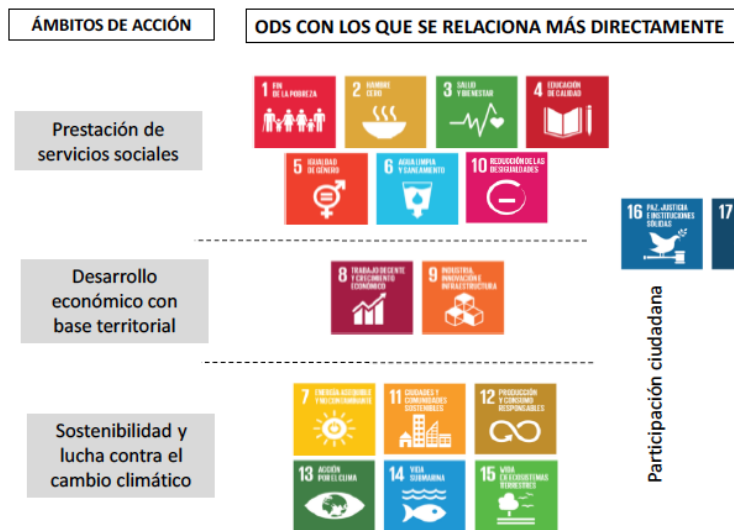 ÁMBITOS DE ACCIÓN
ODS CON LOS QUE SE RELACIONA MÁS DIRECTAMENTE
Prestación de
servicios sociales
1 FIN
DE LA POBREZA
2 HAMBRE
CERO
3 SALUD
Y BIENESTAR
4 EDUCACIÓN
DE CALIDAD
5 IGUALDAD
DE GÉNERO
6 AGUA LIMPIA
Y SANEAMIENTO
10 REDUCCIÓN DE LAS
DESIGUALDADES
16 PAZ, JUSTICIA
E INSTITUCIONES
SÓLIDAS
17
Desarrollo
económico con
base territorial
8 TRABAJO DECENTE
Y CRECIMIENTO
ECONÓMICO
9 INDUSTRIA,
INNOVACIÓN E
INFRAESTRUCTURA
Participación ciudadana
Sostenibilidad y
lucha contra el
cambio climático
7 ENERGÍA ASEQUIBLE
Y NO CONTAMINANTE
11 CIUDADES Y
COMUNIDADES
SOSTENIBLES
12 PRODUCCIÓN
Y CONSUMO
RESPONSABLES
13 ACCIÓN
POR EL CLIMA
14 VIDA
SUBMARINA
15 VIDA
DE ECOSISTEMAS
TERRESTRES